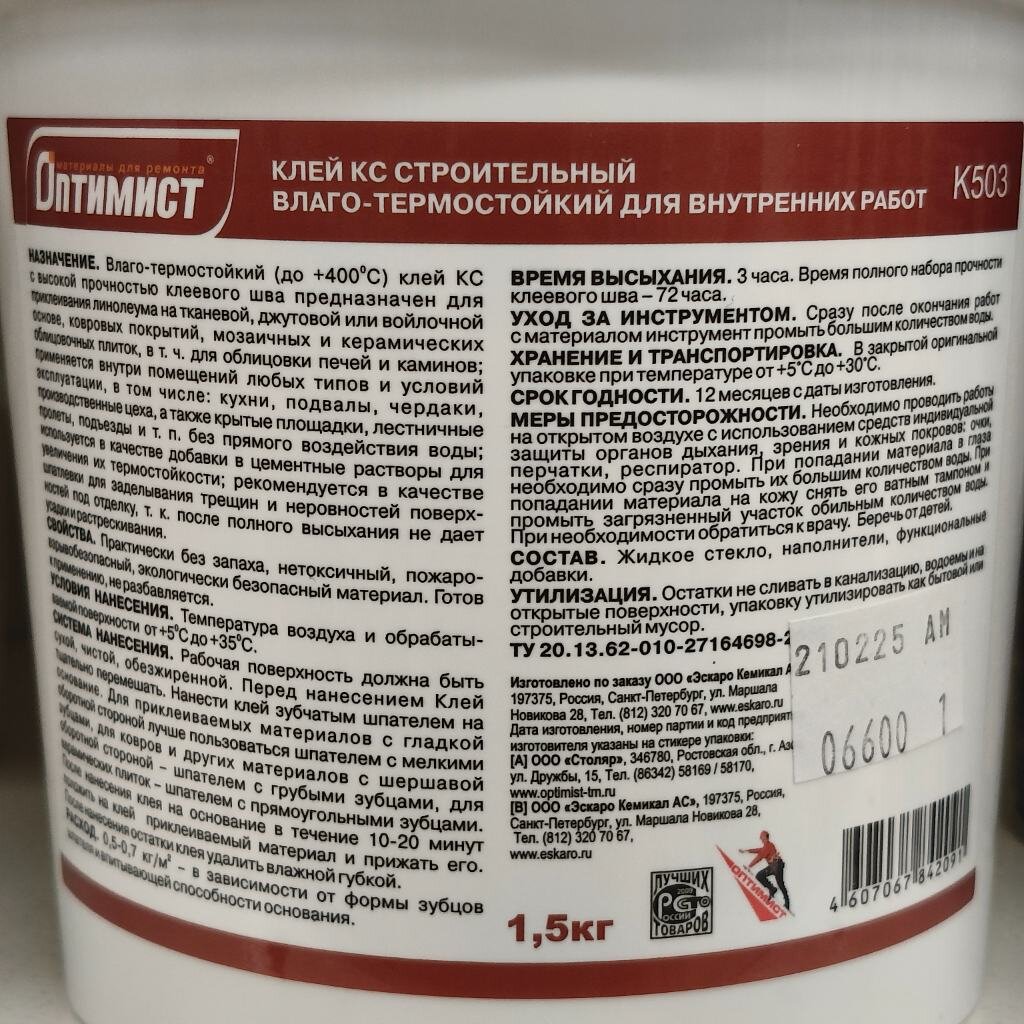 материалы для ремонта®
Оптимист
КЛЕЙ КС СТРОИТЕЛЬНЫЙ
ВЛАГО-ТЕРМОСТОЙКИЙ ДЛЯ ВНУТРЕННИХ РАБОТ
К503
НАЗНАЧЕНИЕ. Влаго-термостойкий (до +400°С) клей КС
с высокой прочностью клеевого шва предназначен для
приклеивания линолеума на тканевой, джутовой или войлочной
основе, ковровых покрытий, мозаичных и керамических
облицовочных плиток, в т. ч. для облицовки печей и каминов;
применяется внутри помещений любых типов и условий
эксплуатации, в том числе: кухни, подвалы, чердаки,
производственные цеха, а также крытые площадки, лестничные
пролеты, подъезды и т. п. без прямого воздействия воды;
используется в качестве добавки в цементные растворы для
увеличения их термостойкости; рекомендуется в качестве
шпатлевки для заделывания трещин и неровностей поверх-
ностей под отделку, т. к. после полного высыхания не дает
усадки и растрескивания.
СВОЙСТВА. Практически без запаха, нетоксичный, пожаро-
взрывобезопасный, экологически безопасный материал. Готов
к применению, не разбавляется.
УСЛОВИЯ НАНЕСЕНИЯ. Температура воздуха и обрабаты-
ваемой поверхности от +5°С до +35°С.
СИСТЕМА НАНЕСЕНИЯ. Рабочая поверхность должна быть
сухой, чистой, обезжиренной. Перед нанесением Клей
тщательно перемешать. Нанести клей зубчатым шпателем на
основание. Для приклеиваемых материалов с гладкой
оборотной стороной лучше пользоваться шпателем с мелкими
зубцами, для ковров и других материалов с шершавой
оборотной стороной – шпателем с грубыми зубцами, для
керамических плиток – шпателем с прямоугольными зубцами.
После нанесения клея на основание в течение 10-20 минут
положить на клей приклеиваемый материал и прижать его.
После нанесения остатки клея удалить влажной губкой.
РАСХОД. 0,5-0,7 кг/м² – в зависимости от формы зубцов
шпателя и впитывающей способности основания.
ВРЕМЯ ВЫСЫХАНИЯ. 3 часа. Время полного набора прочности
клеевого шва – 72 часа.
УХОД ЗА ИНСТРУМЕНТОМ. Сразу после окончания работ
с материалом инструмент промыть большим количеством воды.
ХРАНЕНИЕ И ТРАНСПОРТИРОВКА. В закрытой оригинальной
упаковке при температуре от +5°С до +30°С.
СРОК ГОДНОСТИ. 12 месяцев с даты изготовления.
МЕРЫ ПРЕДОСТОРОЖНОСТИ. Необходимо проводить работы
на открытом воздухе с использованием средств индивидуальной
защиты органов дыхания, зрения и кожных покровов: очки,
перчатки, респиратор. При попадании материала в глаза
необходимо сразу промыть их большим количеством воды. При
попадании материала на кожу снять его ватным тампоном и
промыть загрязненный участок обильным количеством воды.
При необходимости обратиться к врачу. Беречь от детей.
СОСТАВ. Жидкое стекло, наполнители, функциональные
добавки.
УТИЛИЗАЦИЯ. Остатки не сливать в канализацию, водоемы и на
открытые поверхности, упаковку утилизировать как бытовой или
строительный мусор.
ТУ 20.13.62-010-27164698-2
210225 AM
06600 1
Изготовлено по заказу ООО «Эскаро Кемикал А
197375, Россия, Санкт-Петербург, ул. Маршала
Новикова 28, Тел. (812) 320 70 67, www.eskaro.ru
Дата изготовления, номер партии и код предприят
изготовителя указаны на стикере упаковки:
[A] ООО «Столяр», 346780, Ростовская обл., г. Азо
ул. Дружбы, 15, Тел. (86342) 58169 / 58170,
www.optimist-tm.ru
[B] ООО «Эскаро Кемикал АС», 197375, Россия,
Санкт-Петербург, ул. Маршала Новикова 28,
Тел. (812) 320 70 67,
www.eskaro.ru
1,5кг
ЛУЧШИХ
2009
РОССИИ
ТОВАРОВ
ОПТИМИСТ
4 607067 842091